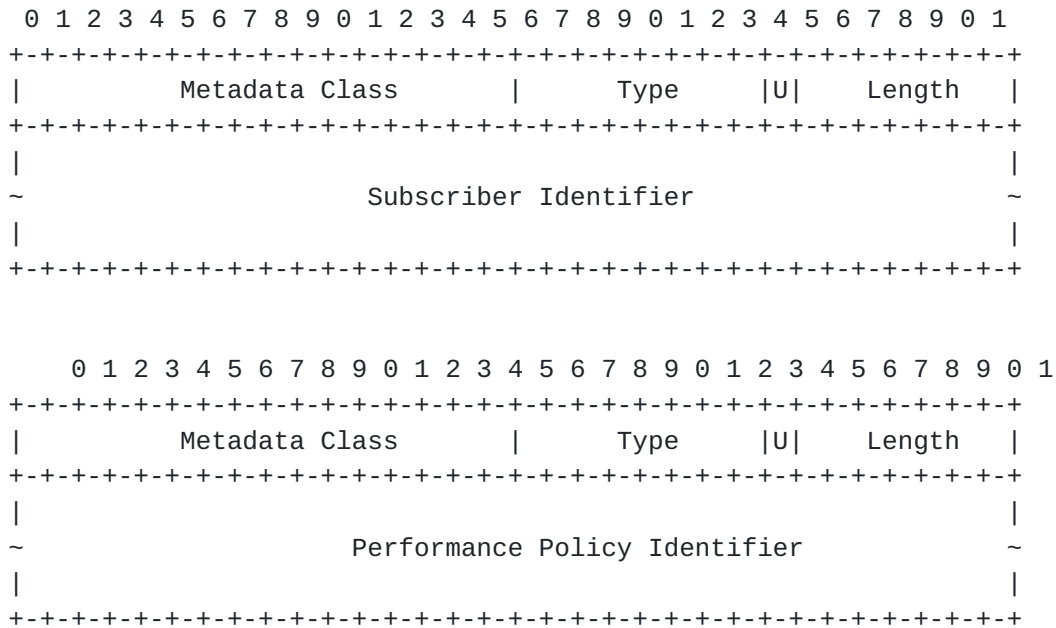 0 1 2 3 4 5 6 7 8 9 0 1 2 3 4 5 6 7 8 9 0 1 2 3 4 5 6 7 8 9 0 1
+-+-+-+-+-+-+-+-+-+-+-+-+-+-+-+-+-+-+-+-+-+-+-+-+-+-+-+-+-+-+-+-+
|          Metadata Class       |      Type     |U|    Length   |
+-+-+-+-+-+-+-+-+-+-+-+-+-+-+-+-+-+-+-+-+-+-+-+-+-+-+-+-+-+-+-+-+
|                                                               |
~                      Subscriber Identifier                    ~
|                                                               |
+-+-+-+-+-+-+-+-+-+-+-+-+-+-+-+-+-+-+-+-+-+-+-+-+-+-+-+-+-+-+-+-+

    0 1 2 3 4 5 6 7 8 9 0 1 2 3 4 5 6 7 8 9 0 1 2 3 4 5 6 7 8 9 0 1
+-+-+-+-+-+-+-+-+-+-+-+-+-+-+-+-+-+-+-+-+-+-+-+-+-+-+-+-+-+-+-+-+
|          Metadata Class       |      Type     |U|    Length   |
+-+-+-+-+-+-+-+-+-+-+-+-+-+-+-+-+-+-+-+-+-+-+-+-+-+-+-+-+-+-+-+-+
|                                                               |
~                     Performance Policy Identifier             ~
|                                                               |
+-+-+-+-+-+-+-+-+-+-+-+-+-+-+-+-+-+-+-+-+-+-+-+-+-+-+-+-+-+-+-+-+